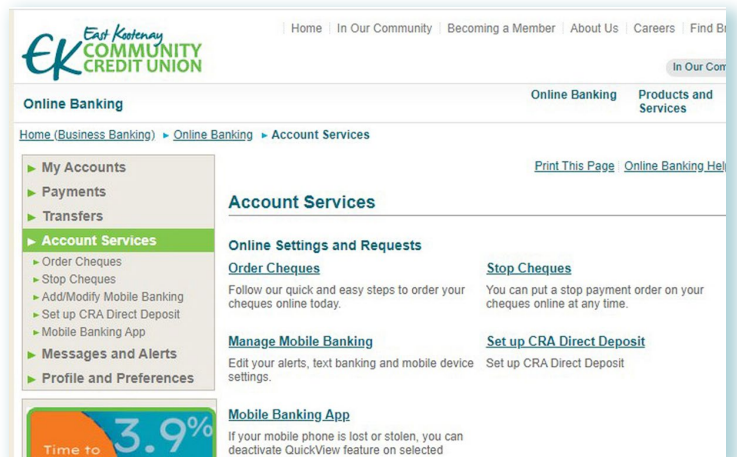 East Kootenay
EK COMMUNITY
CREDIT UNION
Home | In Our Community | Becoming a Member | About Us | Careers | Find
In Our
Online Banking
Online Banking
Products and
Services
Home (Business Banking) ► Online Banking ► Account Services
► My Accounts
► Payments
► Transfers
► Account Services
► Order Cheques
► Stop Cheques
► Add/Modify Mobile Banking
► Set up CRA Direct Deposit
► Mobile Banking App
► Messages and Alerts
► Profile and Preferences
3.9%
Time to
Print This Page | Online Banking
Account Services
Online Settings and Requests
Order Cheques
Follow our quick and easy steps to order your
cheques online today.
Stop Cheques
You can put a stop payment order on your
cheques online at any time.
Manage Mobile Banking
Edit your alerts, text banking and mobile device
settings.
Set up CRA Direct Deposit
Set up CRA Direct Deposit
Mobile Banking App
If your mobile phone is lost or stolen, you can
deactivate QuickView feature on selected